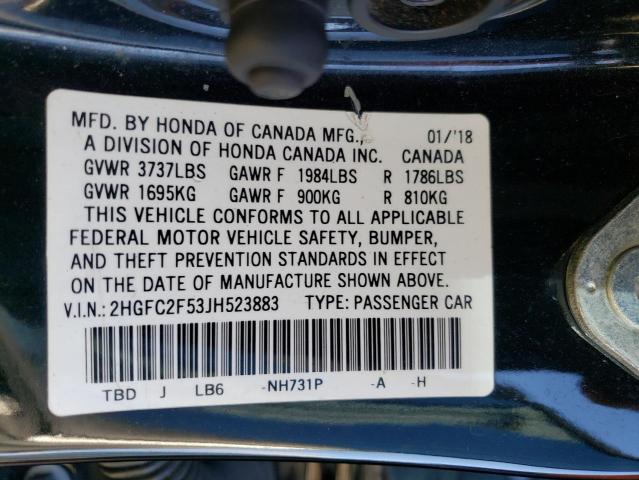 MFD. BY HONDA OF CANADA MFG., 01/'18
A DIVISION OF HONDA CANADA INC. CANADA
GVWR 3737LBS GAWR F 1984LBS R 1786LBS
GVWR 1695KG GAWR F 900KG R 810KG
THIS VEHICLE CONFORMS TO ALL APPLICABLE
FEDERAL MOTOR VEHICLE SAFETY, BUMPER,
AND THEFT PREVENTION STANDARDS IN EFFECT
ON THE DATE OF MANUFACTURE SHOWN ABOVE.
V.I.N.: 2HGFC2F53JH523883 TYPE: PASSENGER CAR
TBD J LB6 -NH731P -A -H